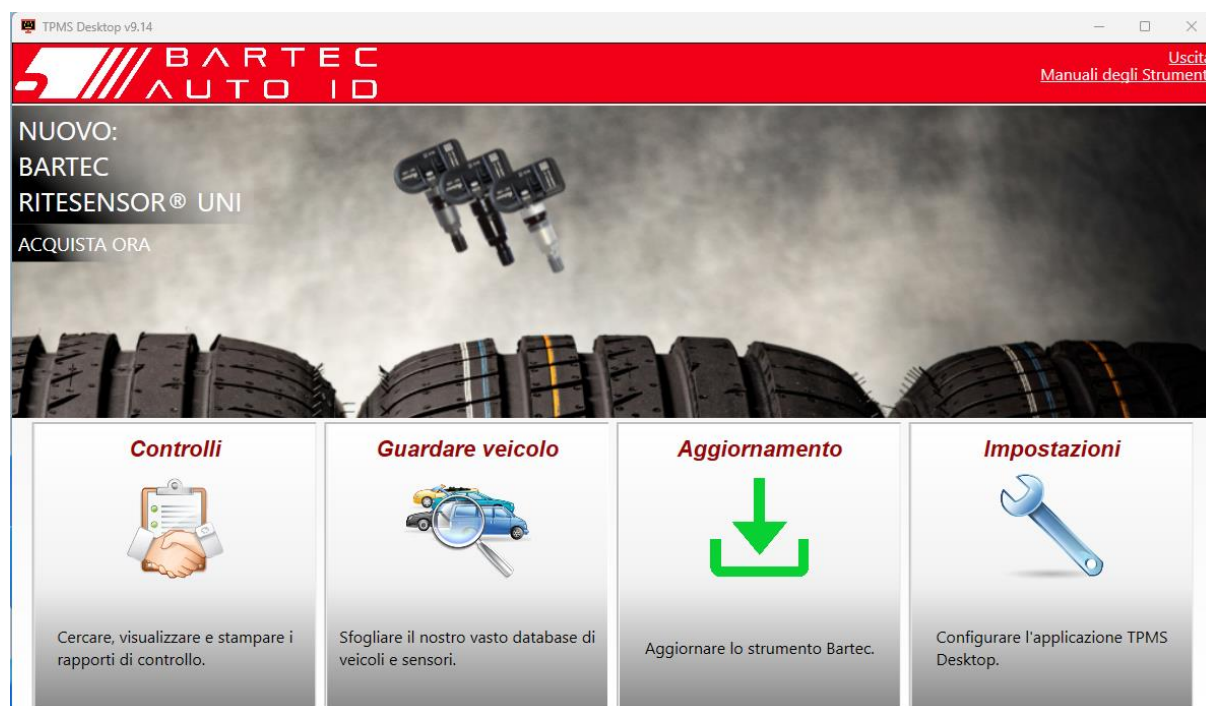 TPMS Desktop v9.14
BARTEC
AUTO ID
Uscita
Manuali degli Strument
NUOVO:
BARTEC
RITESENSOR® UNI
ACQUISTA ORA
Controlli
Guardare veicolo
Aggiornamento
Impostazioni
Cercare, visualizzare e stampare i
rapporti di controllo.
Sfogliare il nostro vasto database di
veicoli e sensori.
Aggiornare lo strumento Bartec.
Configurare l'applicazione TPMS
Desktop.